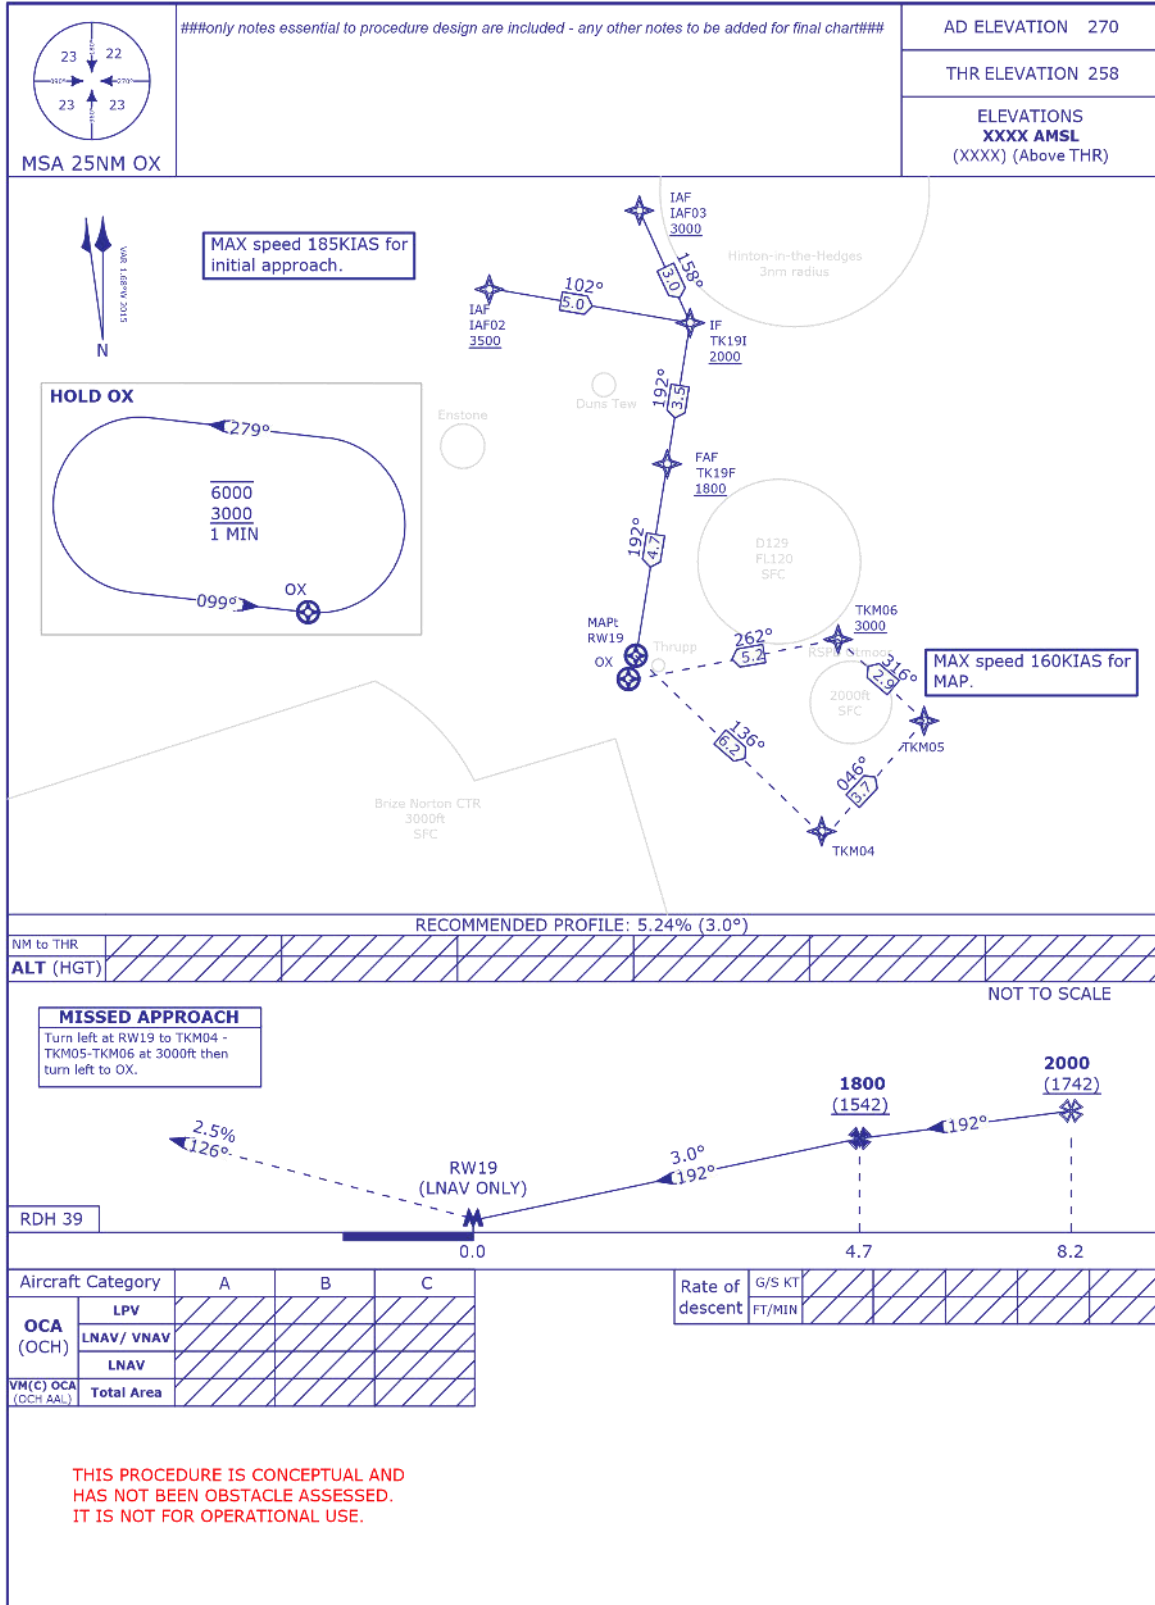 ###only notes essential to procedure design are included - any other notes to be added for final chart###
AD ELEVATION 270
THR ELEVATION 258
ELEVATIONS
XXXX AMSL
(XXXX) (Above THR)
23
22
23
23
090°
270°
MSA 25NM OX
VAR 1.68°W 2015
N
MAX speed 185KIAS for
initial approach.
IAF
IAF03
3000
158°
3.0
Hinton-in-the-Hedges
3nm radius
102°
5.0
IAF
IAF02
3500
IF
TK19I
2000
HOLD OX
279°
6000
3000
1 MIN
099°
OX
Enstone
Duns Tew
192°
3.5
FAF
TK19F
1800
192°
4.7
D129
FL120
SFC
MAPt
RW19
OX
Thrupp
262°
5.2
TKM06
3000
RSPB Otmoor
2000ft
SFC
316°
2.9
MAX speed 160KIAS for
MAP.
TKM05
136°
6.2
046°
3.7
TKM04
Brize Norton CTR
3000ft
SFC
RECOMMENDED PROFILE: 5.24% (3.0°)
NM to THR
ALT (HGT)
NOT TO SCALE
MISSED APPROACH
Turn left at RW19 to TKM04 -
TKM05-TKM06 at 3000ft then
turn left to OX.
2000
(1742)
1800
(1542)
192°
2.5%
126°
3.0°
192°
RW19
(LNAV ONLY)
RDH 39
0.0
4.7
8.2
Aircraft Category
A
B
C
OCA
(OCH)
LPV
LNAV/ VNAV
LNAV
VM(C) OCA
(OCH AAL)
Total Area
Rate of
descent
G/S KT
FT/MIN
THIS PROCEDURE IS CONCEPTUAL AND
HAS NOT BEEN OBSTACLE ASSESSED.
IT IS NOT FOR OPERATIONAL USE.